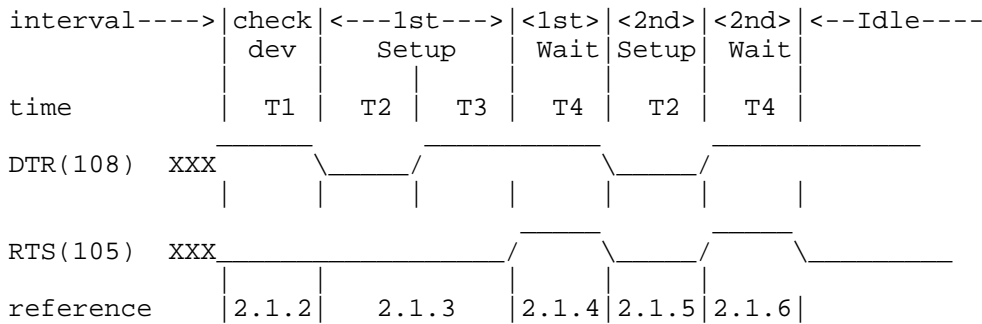 interval---->|check|<---1st--->|<1st>|<2nd>|<2nd>|<--Idle----
| dev | Setup | Wait|Setup| Wait|
time | T1 | T2 | T3 | T4 | T2 | T4 |
DTR(108) XXX
RTS(105) XXX
reference |2.1.2| 2.1.3 |2.1.4|2.1.5|2.1.6|